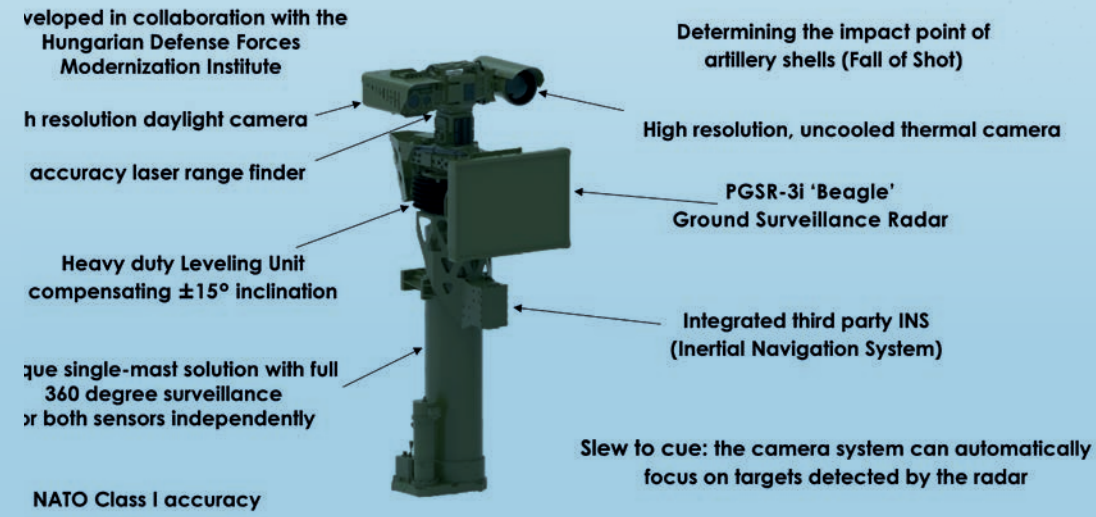 veloped in collaboration with the
Hungarian Defense Forces
Modernization Institute
h resolution daylight camera
accuracy laser range finder
Heavy duty Leveling Unit
compensating ±15° inclination
que single-mast solution with full
360 degree surveillance
or both sensors independently
NATO Class I accuracy
Determining the impact point of
artillery shells (Fall of Shot)
High resolution, uncooled thermal camera
PGSR-3i ‘Beagle’
Ground Surveillance Radar
Integrated third party INS
(Inertial Navigation System)
Slew to cue: the camera system can automatically
focus on targets detected by the radar